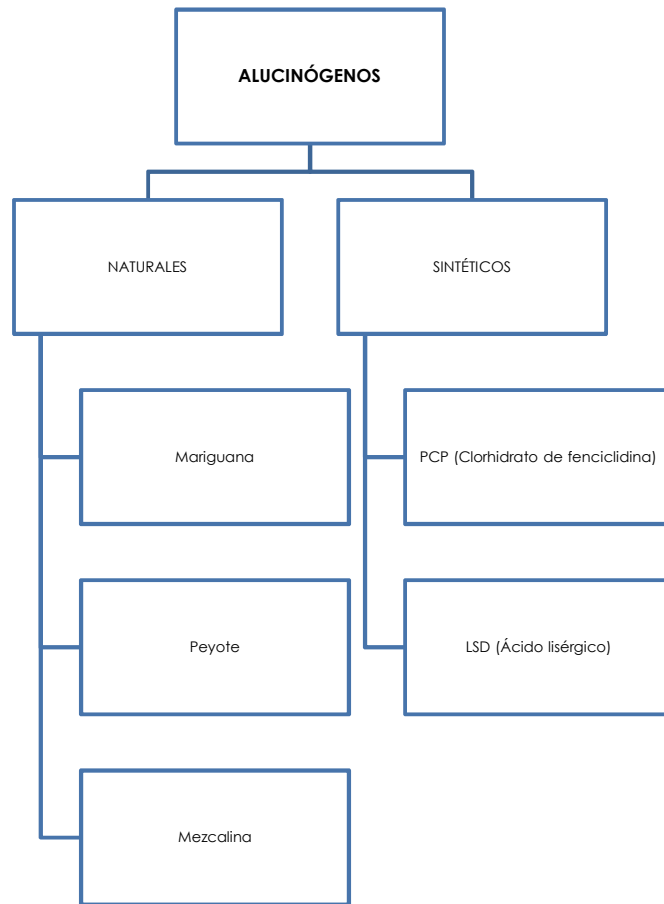 ALUCINÓGENOS
NATURALES
SINTÉTICOS
Mariguana
PCP (Clorhidrato de fenciclidina)
Peyote
LSD (Ácido lisérgico)
Mezcalina